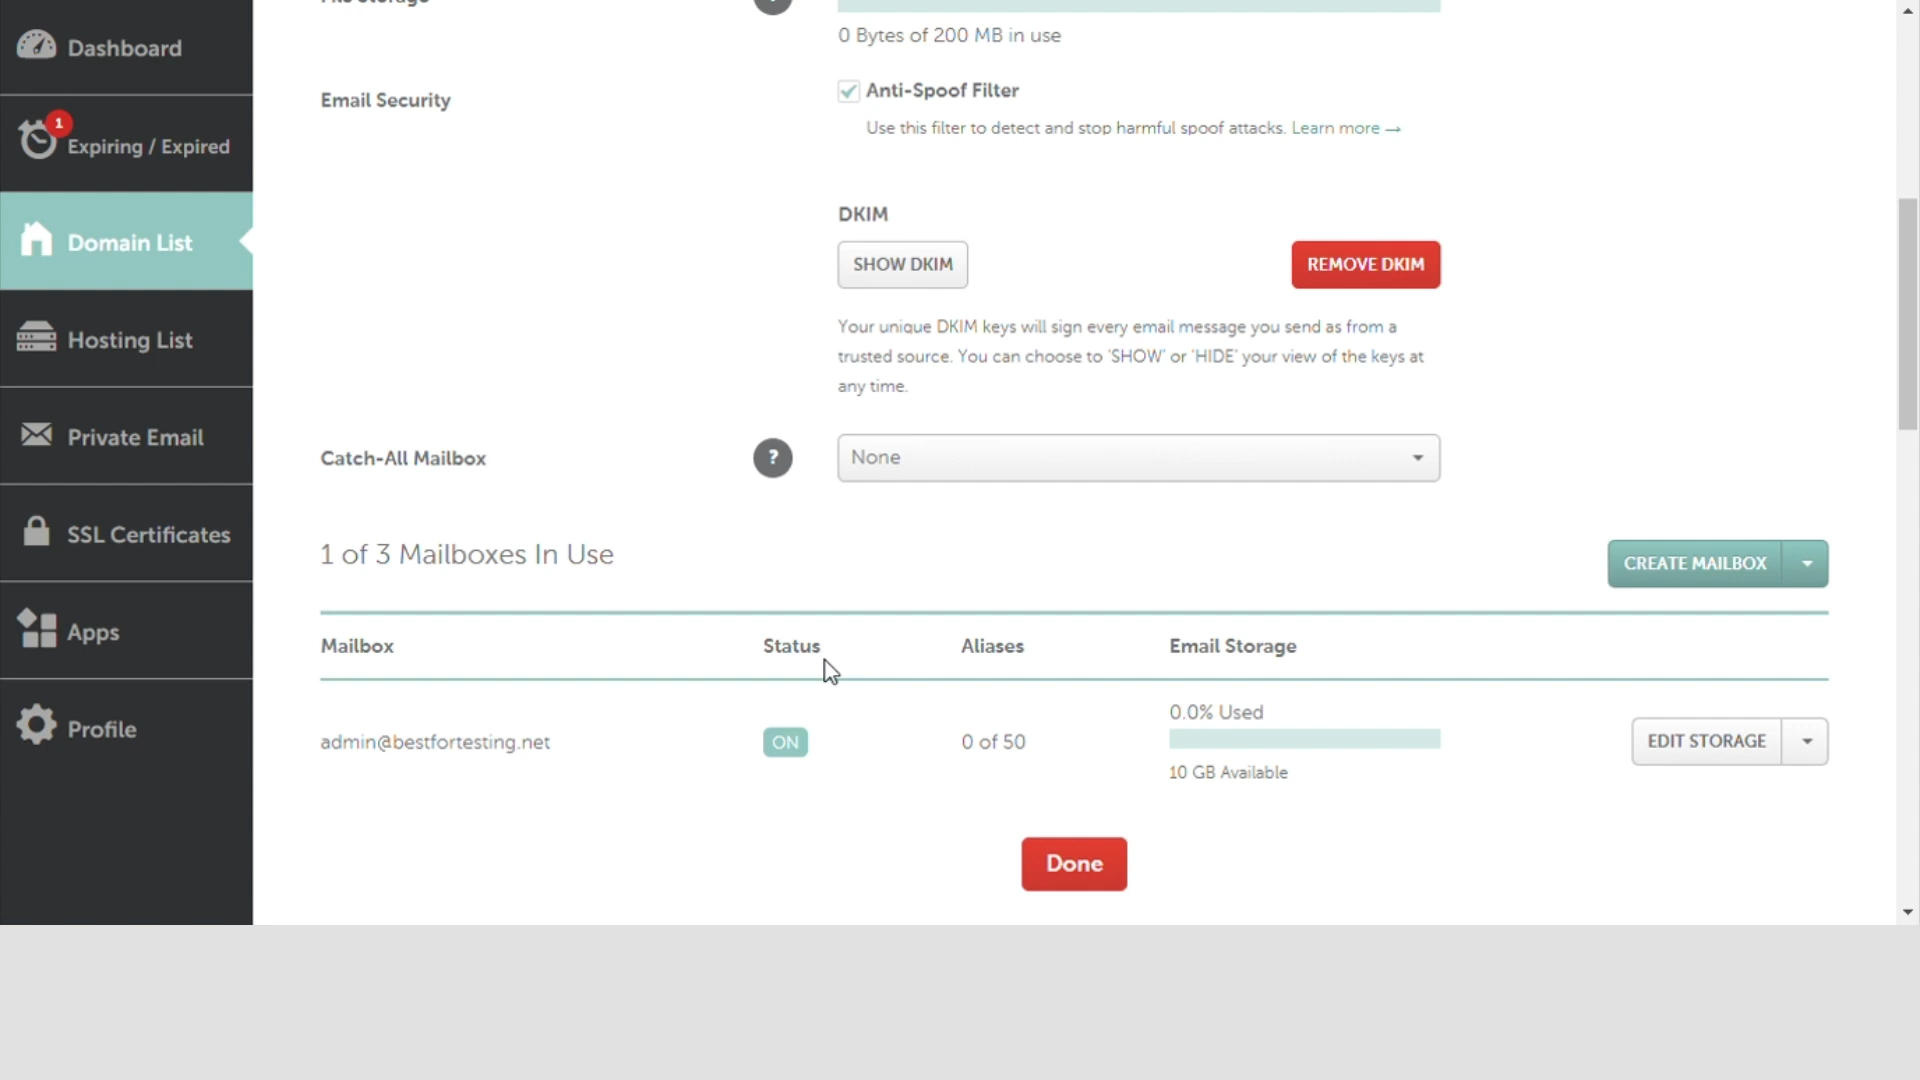 Dashboard
1
Expiring / Expired
Domain List
Hosting List
Private Email
SSL Certificates
Apps
Profile
0 Bytes of 200 MB in use
Email Security
Anti-Spoof Filter
Use this filter to detect and stop harmful spoof attacks. Learn more →
DKIM
SHOW DKIM
REMOVE DKIM
Your unique DKIM keys will sign every email message you send as from a
trusted source. You can choose to 'SHOW' or 'HIDE' your view of the keys at
any time.
Catch-All Mailbox
?
None
1 of 3 Mailboxes In Use
CREATE MAILBOX
Mailbox
Status
Aliases
Email Storage
admin@bestfortesting.net
ON
0 of 50
0.0% Used
10 GB Available
EDIT STORAGE
Done